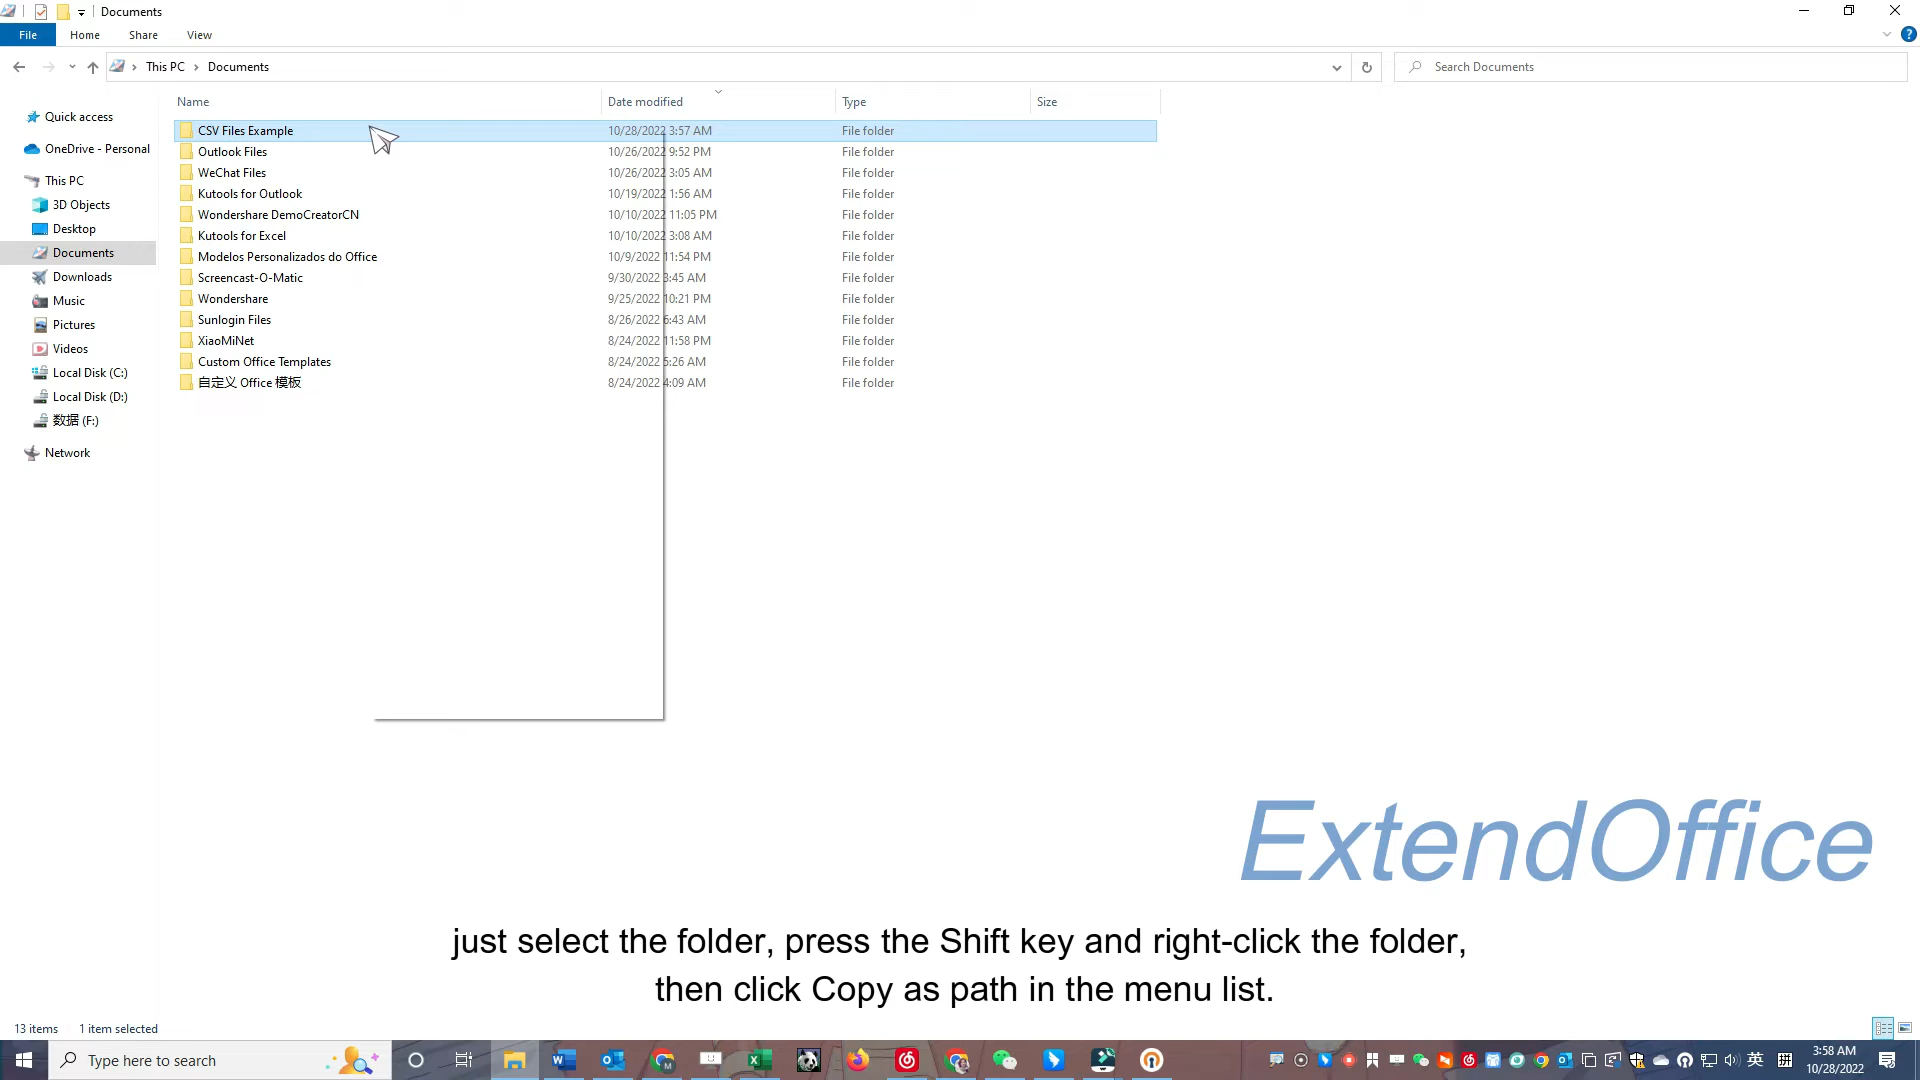 Documents
File Home Share View
This PC Documents
Search Documents
Name Date modified Type Size
Quick access
OneDrive - Personal
This PC
3D Objects
Desktop
Documents
Downloads
Music
Pictures
Videos
Local Disk (C:)
Local Disk (D:)
数据 (F:)
Network
CSV Files Example 10/28/2022 3:57 AM File folder
Outlook Files 10/26/2022 9:52 PM File folder
WeChat Files 10/26/2022 3:05 AM File folder
Kutools for Outlook 10/19/2022 1:56 AM File folder
Wondershare DemoCreatorCN 10/10/2022 11:05 PM File folder
Kutools for Excel 10/10/2022 3:08 AM File folder
Modelos Personalizados do Office 10/9/2022 11:54 PM File folder
Screencast-O-Matic 9/30/2022 3:45 AM File folder
Wondershare 9/25/2022 10:21 PM File folder
Sunlogin Files 8/26/2022 6:43 AM File folder
XiaoMiNet 8/24/2022 11:58 PM File folder
Custom Office Templates 8/24/2022 5:26 AM File folder
自定义 Office 模板 8/24/2022 4:09 AM File folder
ExtendOffice
just select the folder, press the Shift key and right-click the folder,
then click Copy as path in the menu list.
13 items 1 item selected
Type here to search
英
拼
3:58 AM
10/28/2022